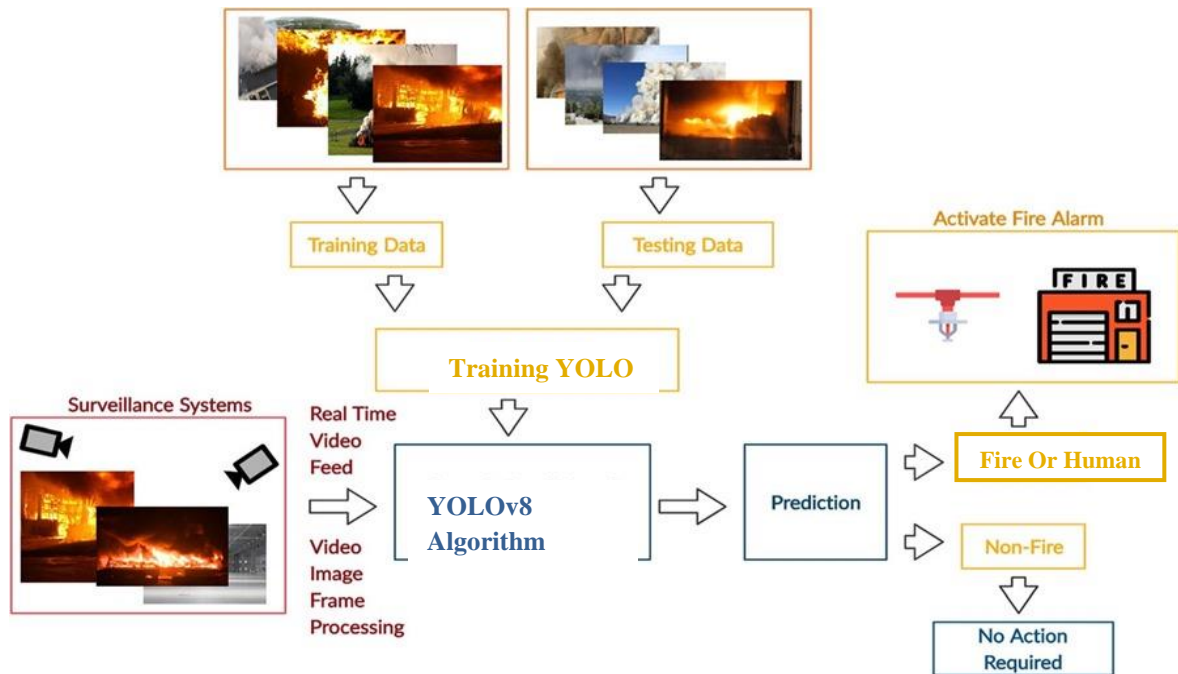 Training Data
Testing Data
Activate Fire Alarm
FIRE
Training YOLO
Surveillance Systems
Real Time
Video
Feed
Video
Image
Frame
Processing
YOLOv8
Algorithm
Prediction
Fire Or Human
Non-Fire
No Action
Required